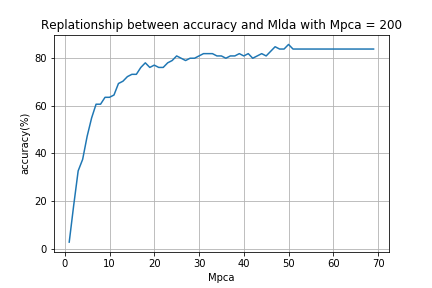 Replationship between accuracy and Mlda with Mpca = 200
80
60
40
20
0
accuracy(%)
0 10 20 30 40 50 60 70
Mpca